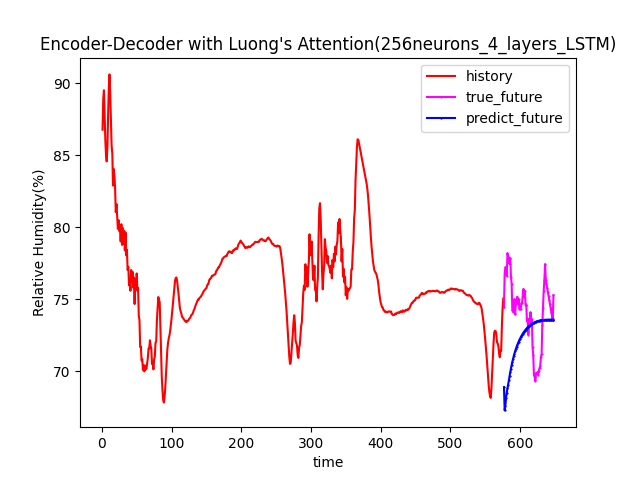 Encoder-Decoder with Luong's Attention(256neurons_4_layers_LSTM)
history
true_future
predict_future
Relative Humidity(%)
90
85
80
75
70
0 100 200 300 400 500 600
time